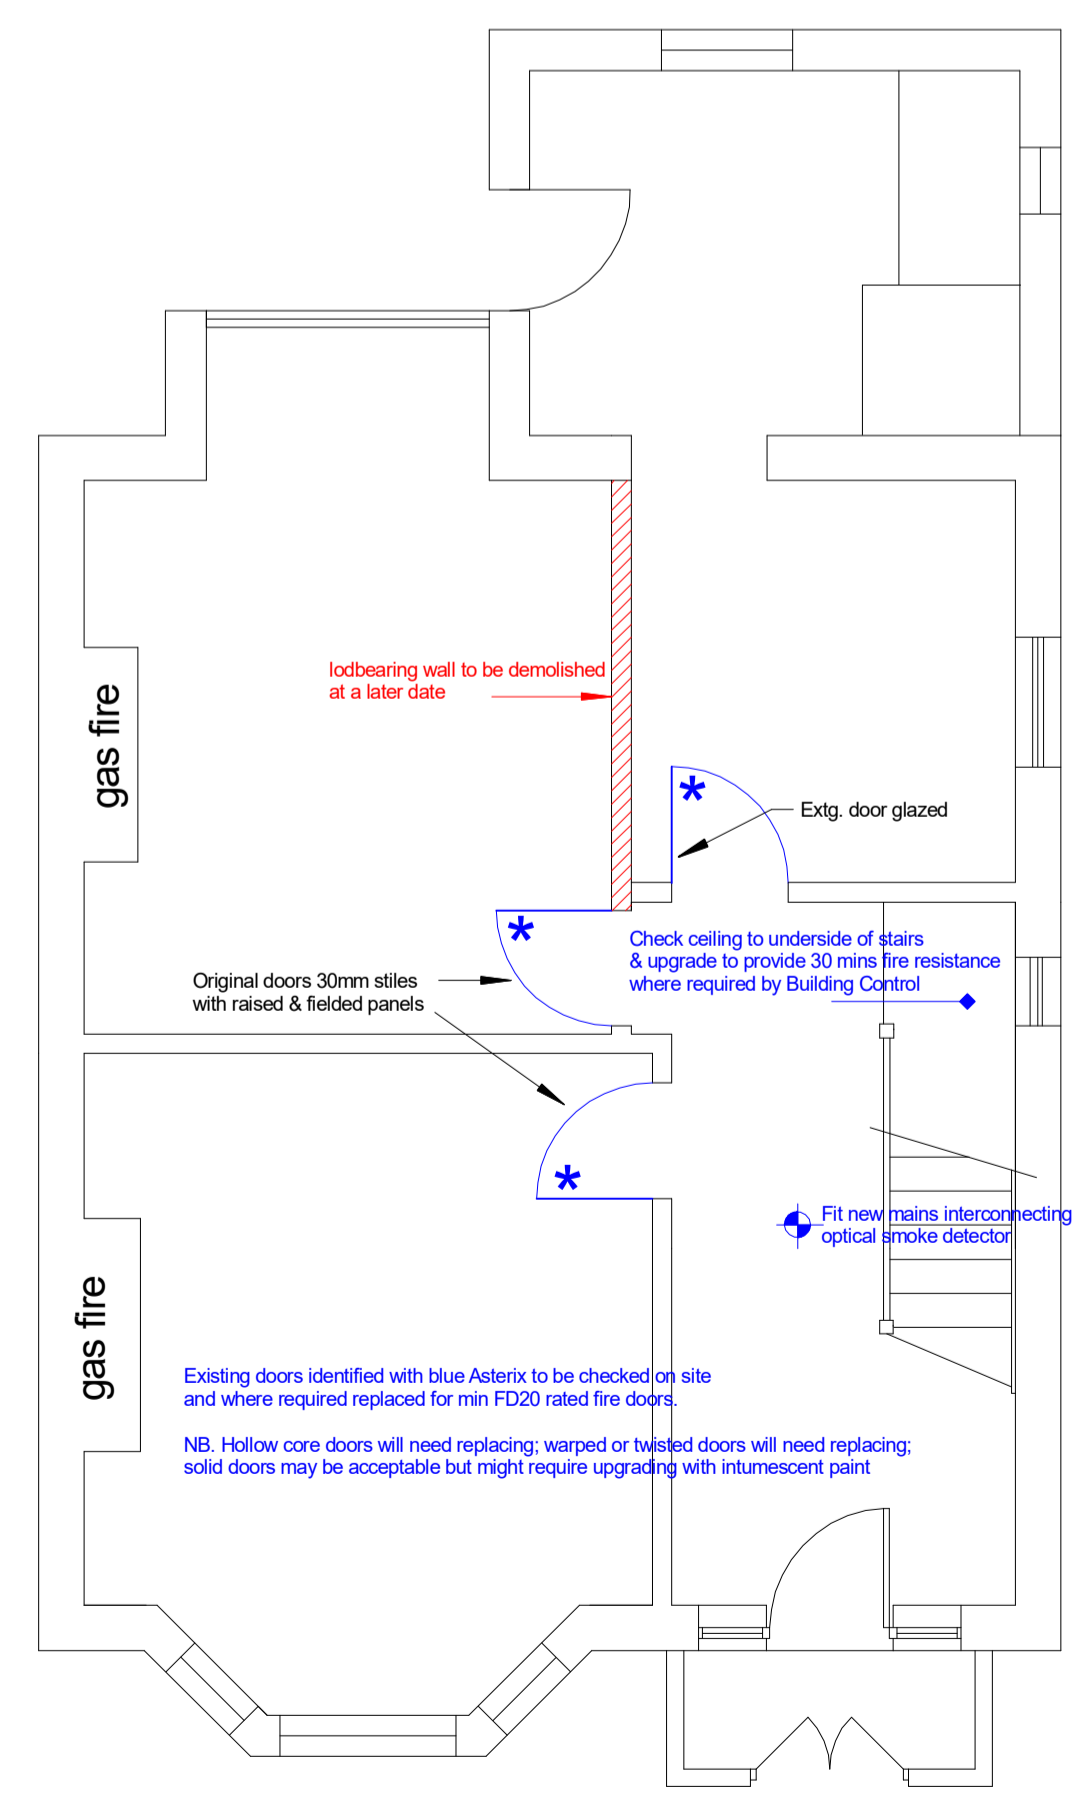 lodbearing wall to be demolished
at a later date
gas fire
*
Extg. door glazed
*
Check ceiling to underside of stairs
& upgrade to provide 30 mins fire resistance
where required by Building Control
Original doors 30mm stiles
with raised & fielded panels
*
Fit new mains interconnecting
optical smoke detector
gas fire
Existing doors identified with blue Asterix to be checked on site
and where required replaced for min FD20 rated fire doors.
NB. Hollow core doors will need replacing; warped or twisted doors will need replacing;
solid doors may be acceptable but might require upgrading with intumescent paint